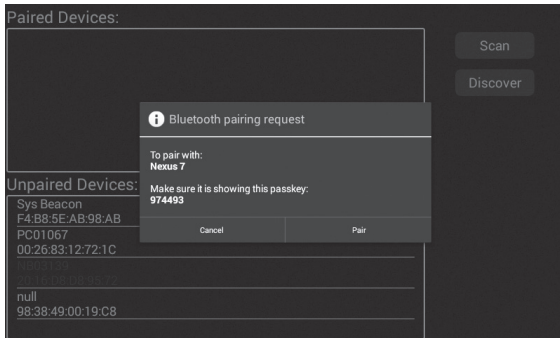 Paired Devices:
Scan
Discover
Bluetooth pairing request
To pair with:
Nexus 7
Make sure it is showing this passkey:
974493
Cancel
Pair
Unpaired Devices:
Sys Beacon
F4:B8:5E:AB:98:AB
PC01067
00:26:83:12:72:1C
null
98:38:49:00:19:C8